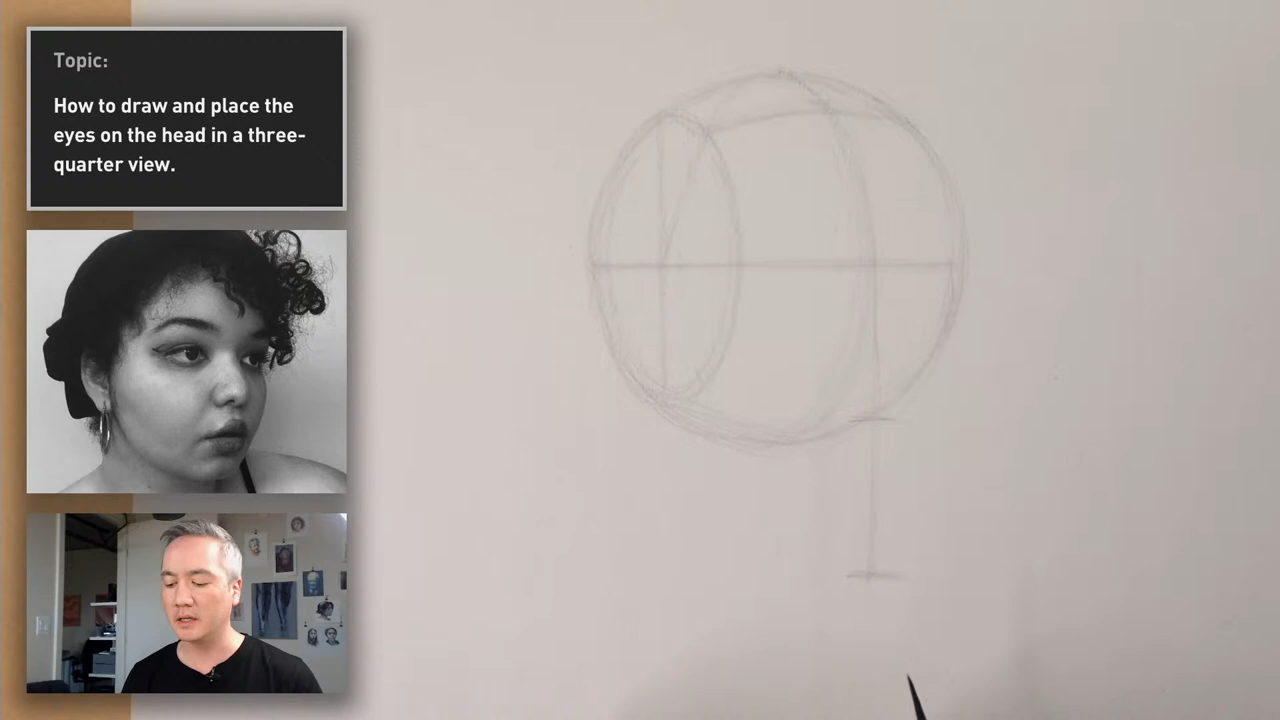 Topic:
How to draw and place the
eyes on the head in a three-
quarter view.